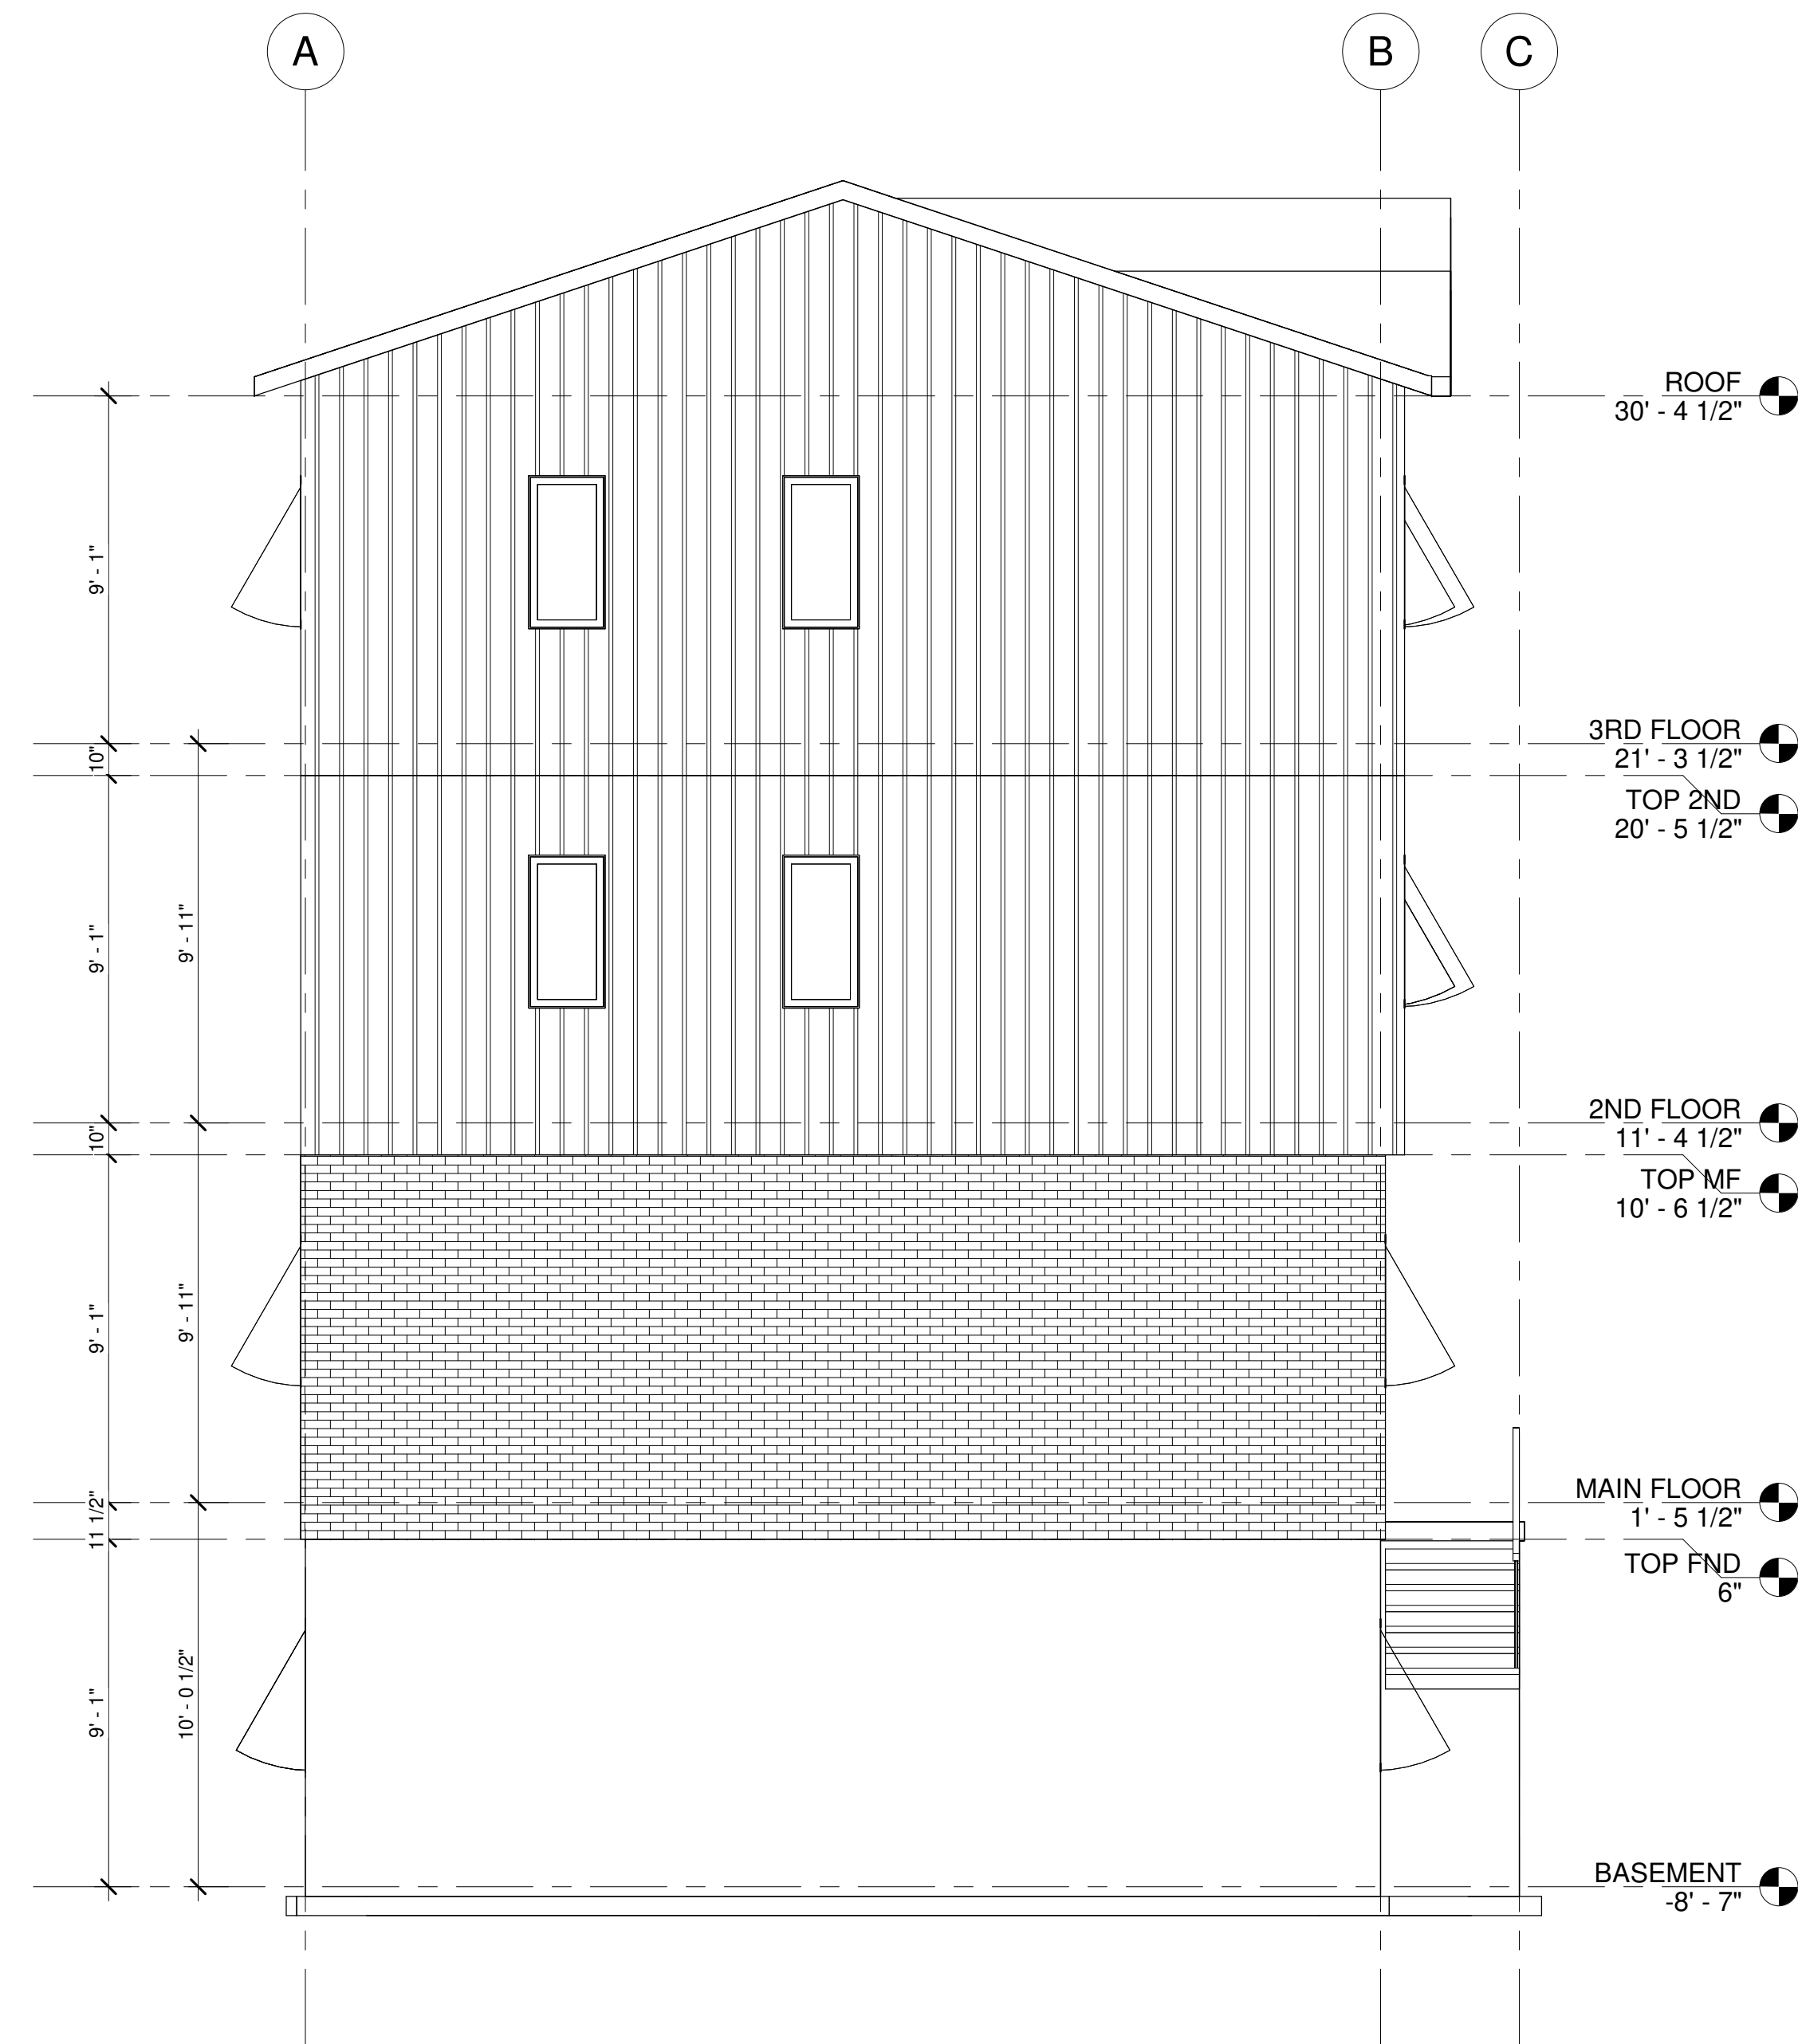 A
B
C
ROOF
30' - 4 1/2"
9' - 1"
3RD FLOOR
21' - 3 1/2"
10"
TOP 2ND
20' - 5 1/2"
9' - 1"
9' - 11"
2ND FLOOR
11' - 4 1/2"
10"
TOP MF
10' - 6 1/2"
9' - 1"
9' - 11"
MAIN FLOOR
1' - 5 1/2"
11 1/2"
TOP FND
6"
9' - 1"
10' - 0 1/2"
BASEMENT
-8' - 7"